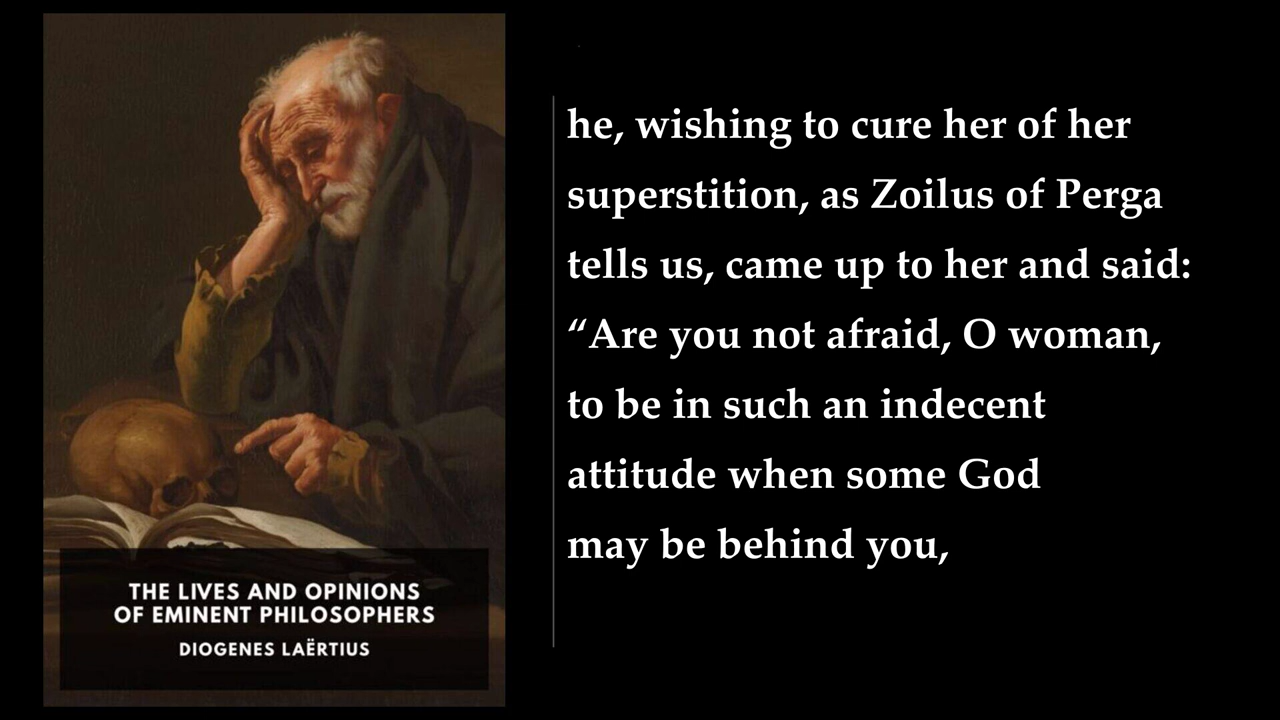 he, wishing to cure her of her
superstition, as Zoilus of Perga
tells us, came up to her and said:
“Are you not afraid, O woman,
to be in such an indecent
attitude when some God
may be behind you,
THE LIVES AND OPINIONS
OF EMINENT PHILOSOPHERS
DIOGENES LAËRTIUS